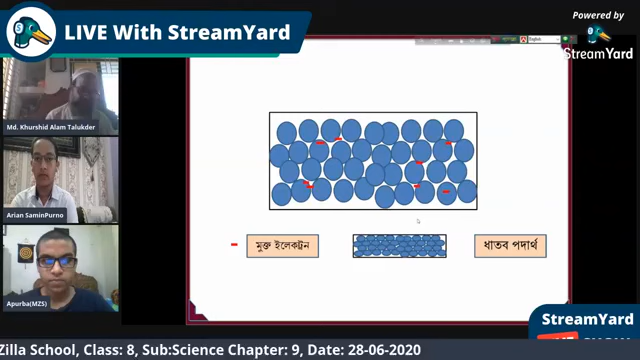 LIVE With StreamYard
Powered by
StreamYard
English
Md. Khurshid Alam Talukder
Arian SaminPurno
Apurba(MZS)
মুক্ত ইলেকট্রন
ধাতব পদার্থ
StreamYard
Zilla School, Class: 8, Sub:Science Chapter: 9, Date: 28-06-2020